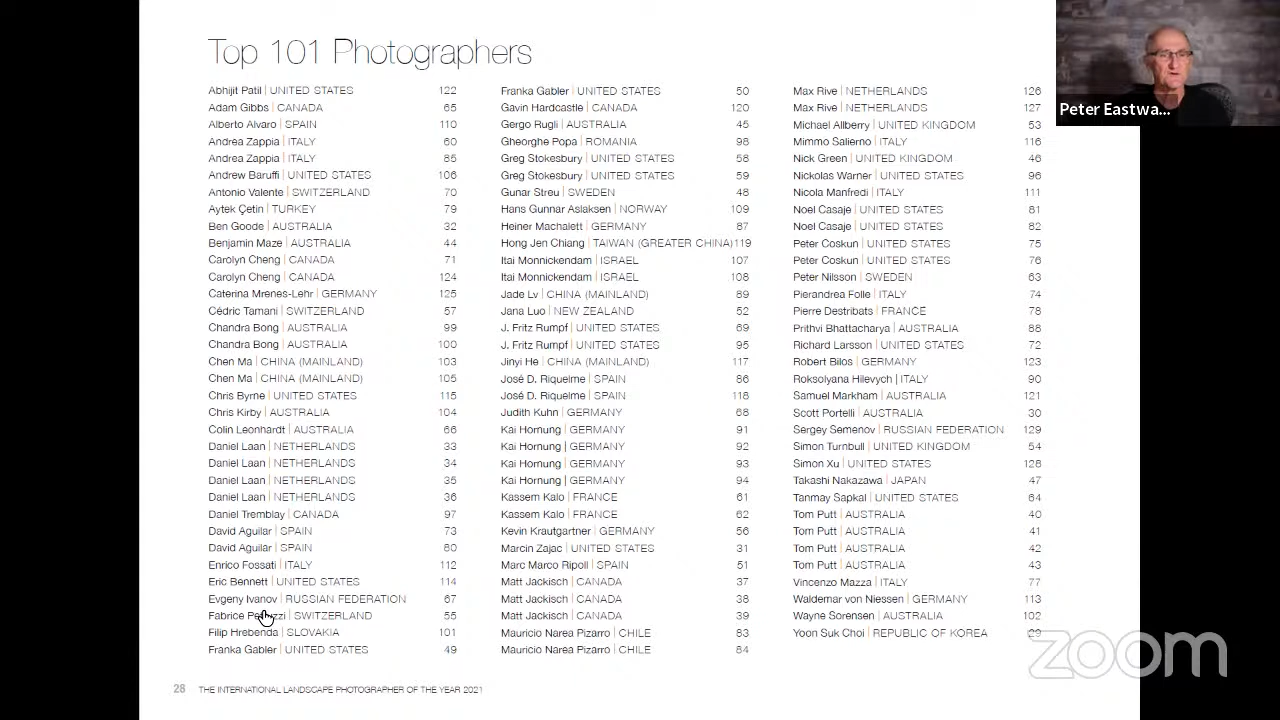 Top 101 Photographers
Abhijit Patil | UNITED STATES 122
Adam Gibbs | CANADA 65
Alberto Alvaro | SPAIN 110
Andrea Zappia | ITALY 60
Andrea Zappia | ITALY 85
Andrew Baruffi | UNITED STATES 106
Antonio Valente | SWITZERLAND 70
Aytek Çetin | TURKEY 79
Ben Goode | AUSTRALIA 32
Benjamin Maze | AUSTRALIA 44
Carolyn Cheng | CANADA 71
Carolyn Cheng | CANADA 124
Caterina Mrenes-Lehr | GERMANY 125
Cédric Tamani | SWITZERLAND 57
Chandra Bong | AUSTRALIA 99
Chandra Bong | AUSTRALIA 100
Chen Ma | CHINA (MAINLAND) 103
Chen Ma | CHINA (MAINLAND) 105
Chris Byrne | UNITED STATES 115
Chris Kirby | AUSTRALIA 104
Colin Leonhardt | AUSTRALIA 66
Daniel Laan | NETHERLANDS 33
Daniel Laan | NETHERLANDS 34
Daniel Laan | NETHERLANDS 35
Daniel Laan | NETHERLANDS 36
Daniel Tremblay | CANADA 97
David Aguilar | SPAIN 73
David Aguilar | SPAIN 80
Enrico Fossati | ITALY 112
Eric Bennett | UNITED STATES 114
Evgeny Ivanov | RUSSIAN FEDERATION 67
Fabrice | SWITZERLAND 55
Filip Hrebenda | SLOVAKIA 101
Franka Gabler | UNITED STATES 49
Franka Gabler | UNITED STATES 50
Gavin Hardcastle | CANADA 120
Gergo Rugli | AUSTRALIA 45
Gheorghe Popa | ROMANIA 98
Greg Stokesbury | UNITED STATES 58
Greg Stokesbury | UNITED STATES 59
Gunar Streu | SWEDEN 48
Hans Gunnar Aslaksen | NORWAY 109
Heiner Machalett | GERMANY 87
Hong Jen Chiang | TAIWAN (GREATER CHINA) 119
Itai Monnickendam | ISRAEL 107
Itai Monnickendam | ISRAEL 108
Jade Lv | CHINA (MAINLAND) 89
Jana Luo | NEW ZEALAND 52
J. Fritz Rumpf | UNITED STATES 69
J. Fritz Rumpf | UNITED STATES 95
Jinyi He | CHINA (MAINLAND) 117
José D. Riquelme | SPAIN 86
José D. Riquelme | SPAIN 118
Judith Kuhn | GERMANY 68
Kai Hornung | GERMANY 91
Kai Hornung | GERMANY 92
Kai Hornung | GERMANY 93
Kai Hornung | GERMANY 94
Kassem Kalo | FRANCE 61
Kassem Kalo | FRANCE 62
Kevin Krautgartner | GERMANY 56
Marcin Zajac | UNITED STATES 31
Marc Marco Ripoll | SPAIN 51
Matt Jackisch | CANADA 37
Matt Jackisch | CANADA 38
Matt Jackisch | CANADA 39
Mauricio Narea Pizarro | CHILE 83
Mauricio Narea Pizarro | CHILE 84
Max Rive | NETHERLANDS 126
Max Rive | NETHERLANDS 127
Michael Allberry | UNITED KINGDOM 53
Mimmo Salierno | ITALY 116
Nick Green | UNITED KINGDOM 46
Nickolas Warner | UNITED STATES 96
Nicola Manfredi | ITALY 111
Noel Casaje | UNITED STATES 81
Noel Casaje | UNITED STATES 82
Peter Coskun | UNITED STATES 75
Peter Coskun | UNITED STATES 76
Peter Nilsson | SWEDEN 63
Pierandrea Folle | ITALY 74
Pierre Destribats | FRANCE 78
Prithvi Bhattacharya | AUSTRALIA 88
Richard Larsson | UNITED STATES 72
Robert Bilos | GERMANY 123
Roksolyana Hilevych | ITALY 90
Samuel Markham | AUSTRALIA 121
Scott Portelli | AUSTRALIA 30
Sergey Semenov | RUSSIAN FEDERATION 129
Simon Turnbull | UNITED KINGDOM 54
Simon Xu | UNITED STATES 128
Takashi Nakazawa | JAPAN 47
Tanmay Sapkal | UNITED STATES 64
Tom Putt | AUSTRALIA 40
Tom Putt | AUSTRALIA 41
Tom Putt | AUSTRALIA 42
Tom Putt | AUSTRALIA 43
Vincenzo Mazza | ITALY 77
Waldemar von Niessen | GERMANY 113
Wayne Sorensen | AUSTRALIA 102
Yoon Suk Choi | REPUBLIC OF KOREA 29
28 THE INTERNATIONAL LANDSCAPE PHOTOGRAPHER OF THE YEAR 2021
Peter Eastwa...
zoom